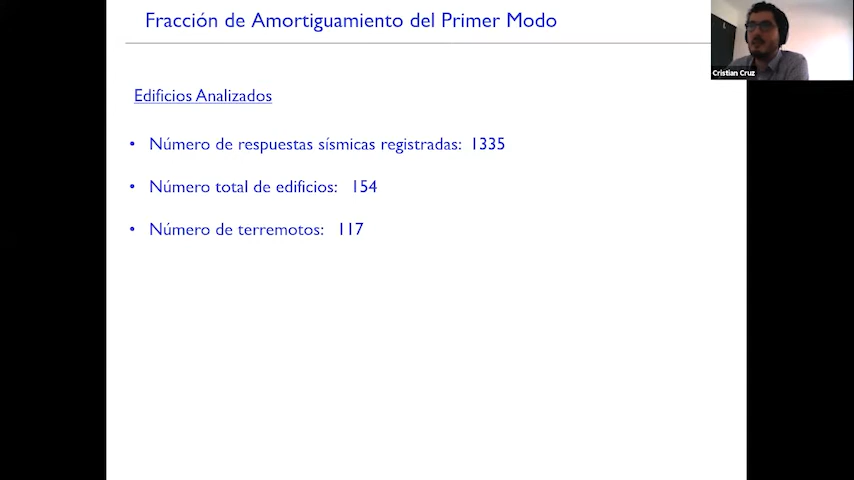 Fracción de Amortiguamiento del Primer Modo
Cristian Cruz
Edificios Analizados
• Número de respuestas sísmicas registradas: 1335
• Número total de edificios: 154
• Número de terremotos: 117